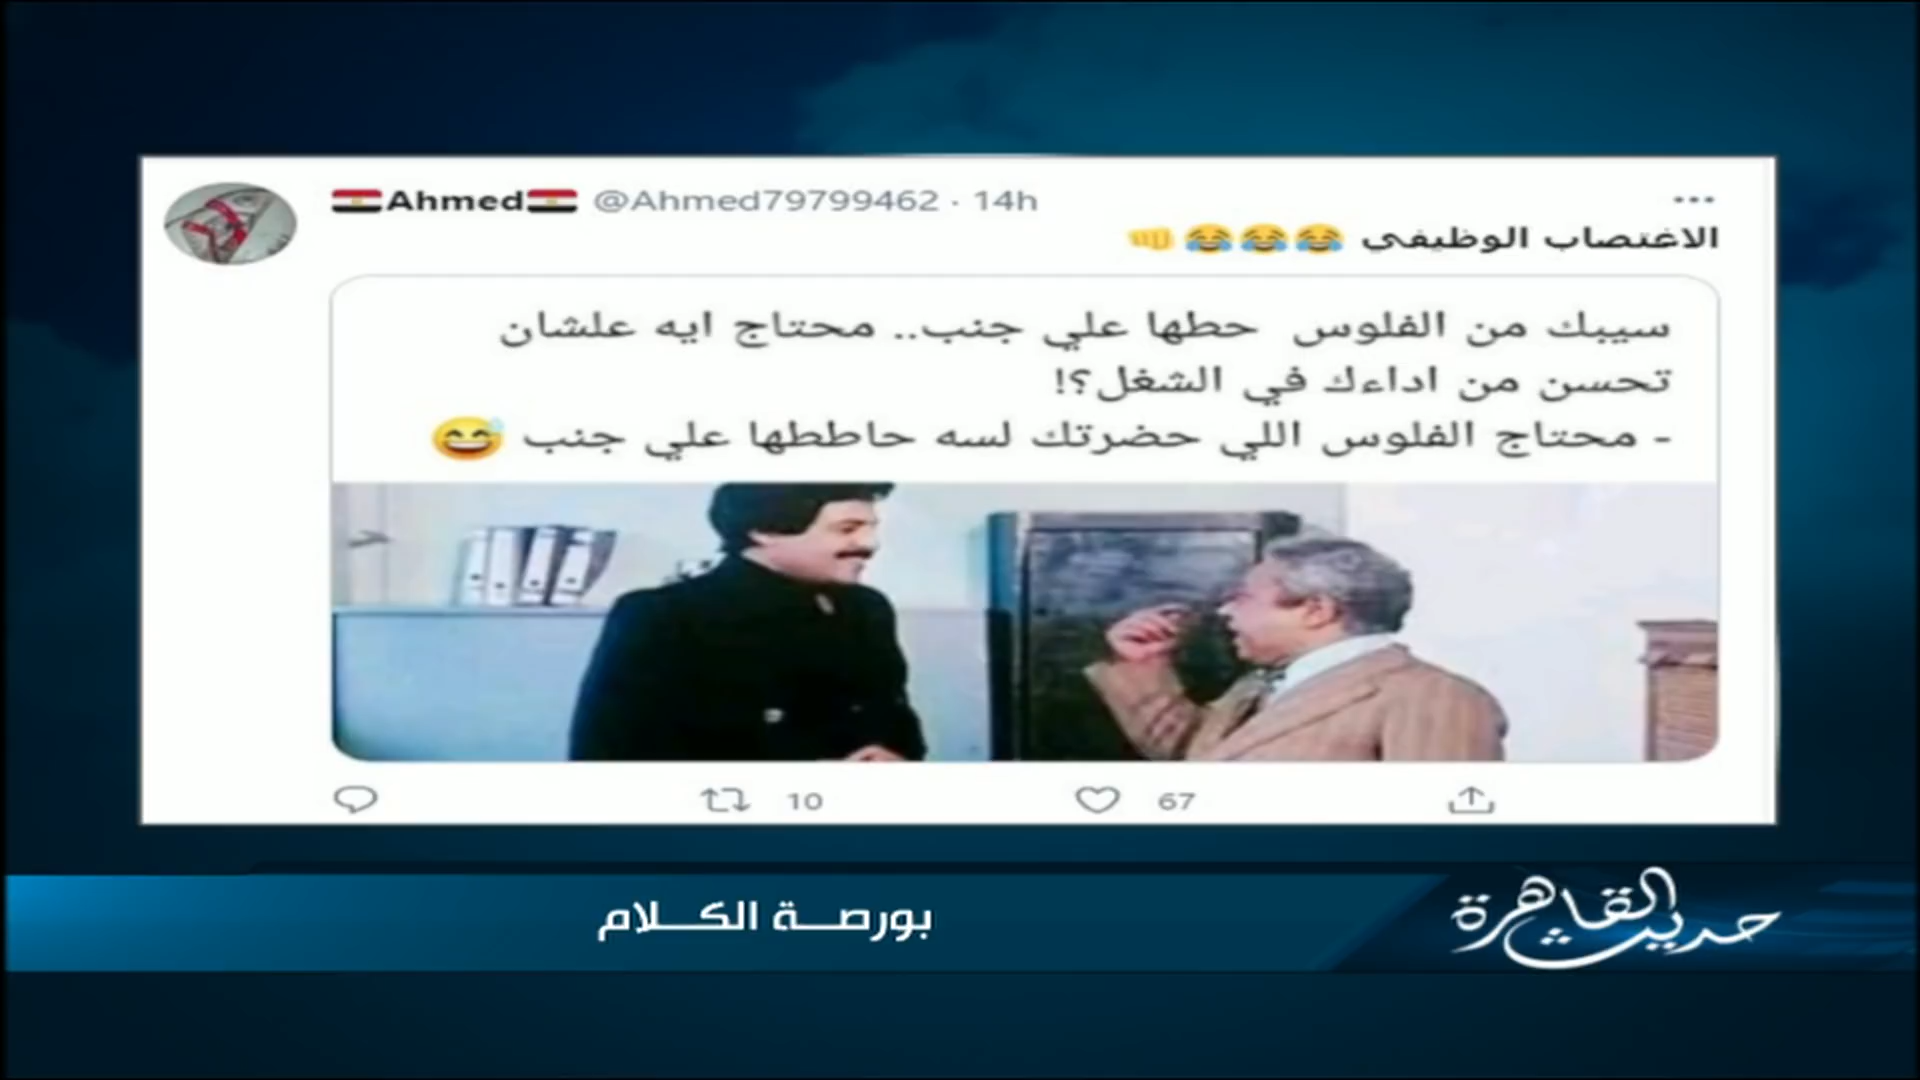 🇪🇬Ahmed🇪🇬 @Ahmed79799462 · 14h
الاغتصاب الوظيفي 😂😂😂👊
سيبك من الفلوس حطها علي جنب.. محتاج ايه علشان
تحسن من اداءك في الشغل؟!
- محتاج الفلوس اللي حضرتك لسه حاططها علي جنب 😅
10 67
بورصة الكلام
حديث القاهرة